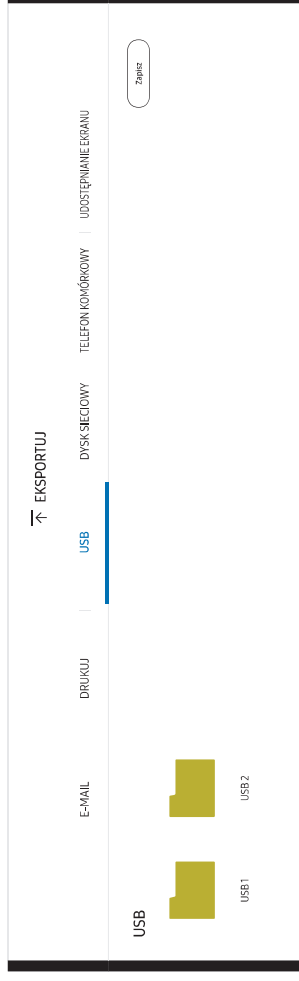 EKSPORTUJ
E-MAIL
DRUKUJ
USB
DYSK SIECIOWY
TELEFON KOMÓRKOWY
UDOSTĘPNIANIE EKRANU
USB
Zapisz
USB 1
USB 2